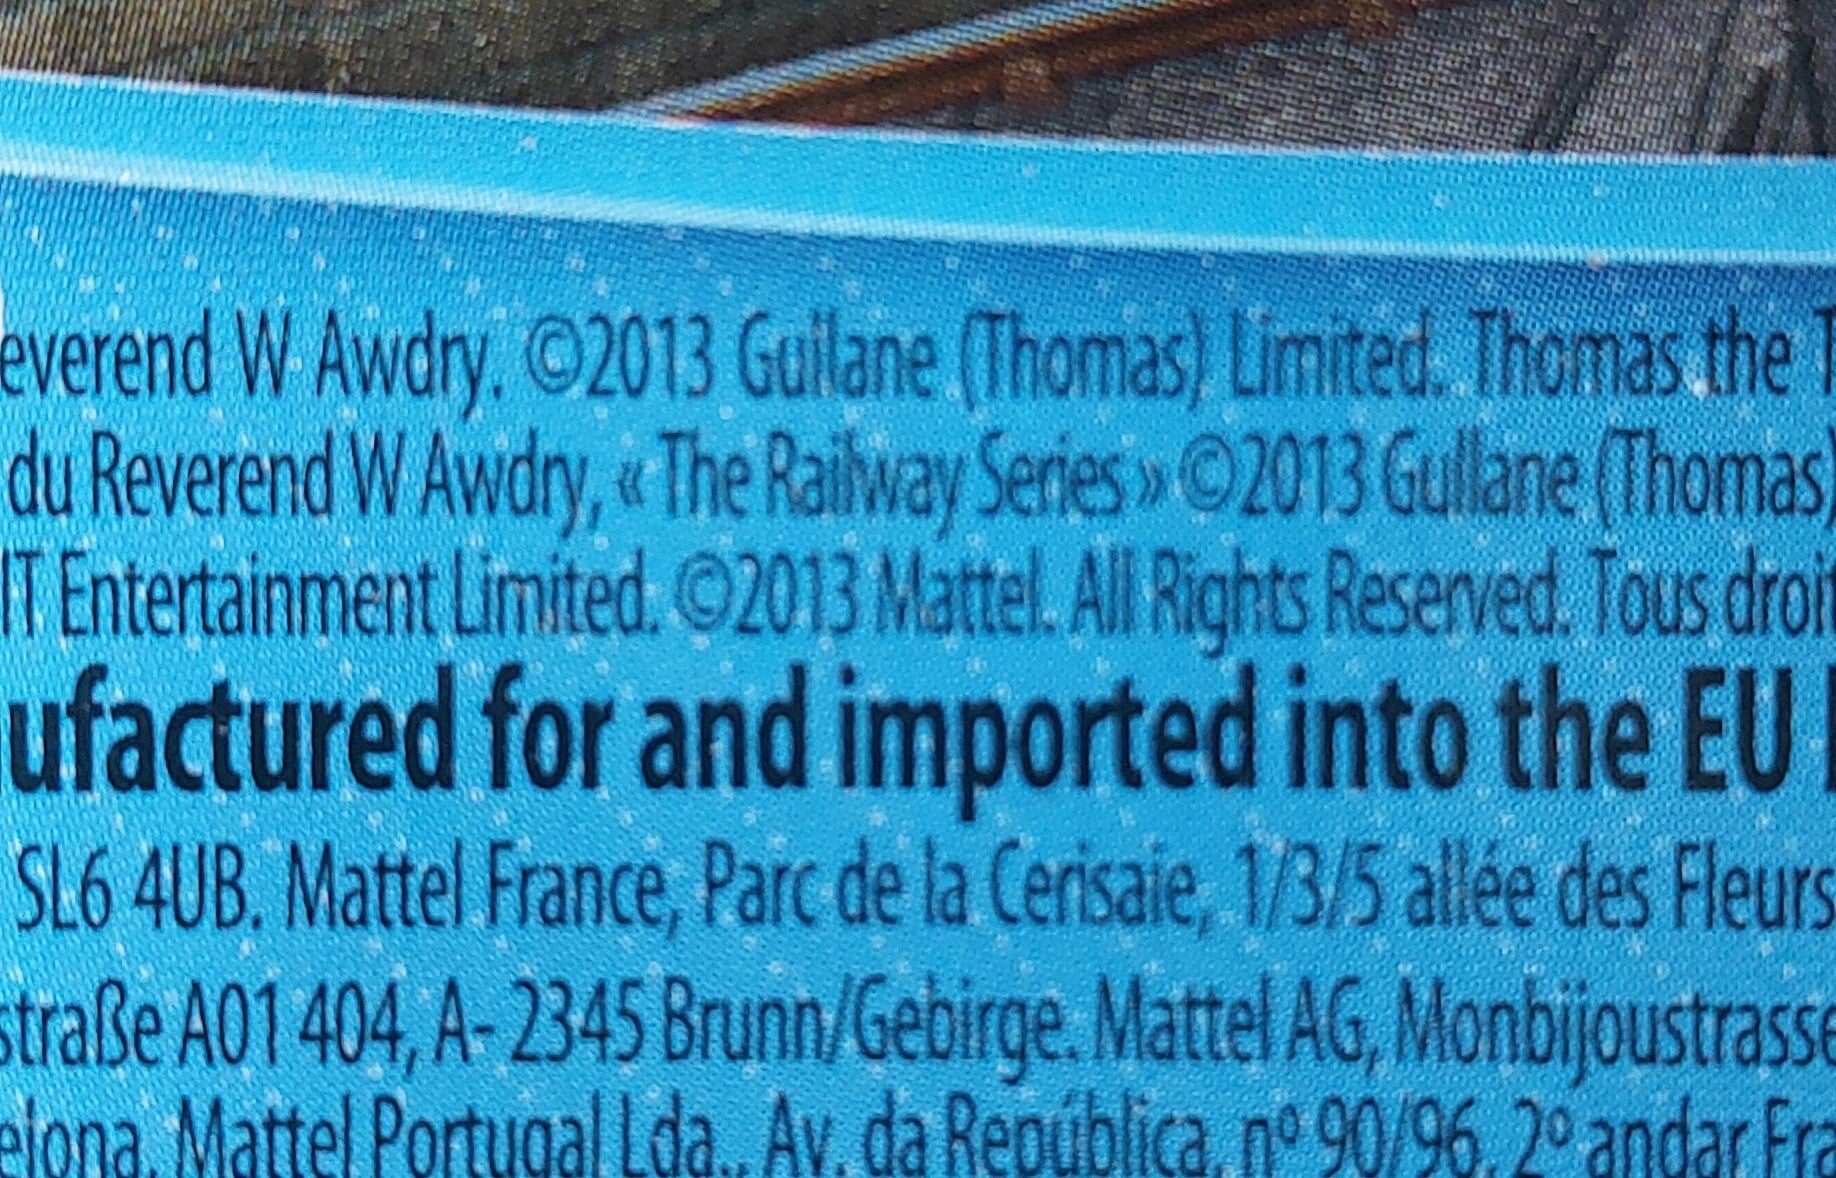 everend W Awdry. ©2013 Gullane (Thomas) Limited. Thomas the T
du Reverend W Awdry, « The Railway Series » ©2013 Gullane (Thomas)
IT Entertainment Limited. ©2013 Mattel. All Rights Reserved. Tous droit
ufactured for and imported into the EU
SL6 4UB. Mattel France, Parc de la Cerisaie, 1/3/5 allée des Fleurs
straße A01 404, A- 2345 Brunn/Gebirge. Mattel AG, Monbijoustrasse
elona. Mattel Portugal Lda., Av. da República, nº 90/96, 2º andar Fra